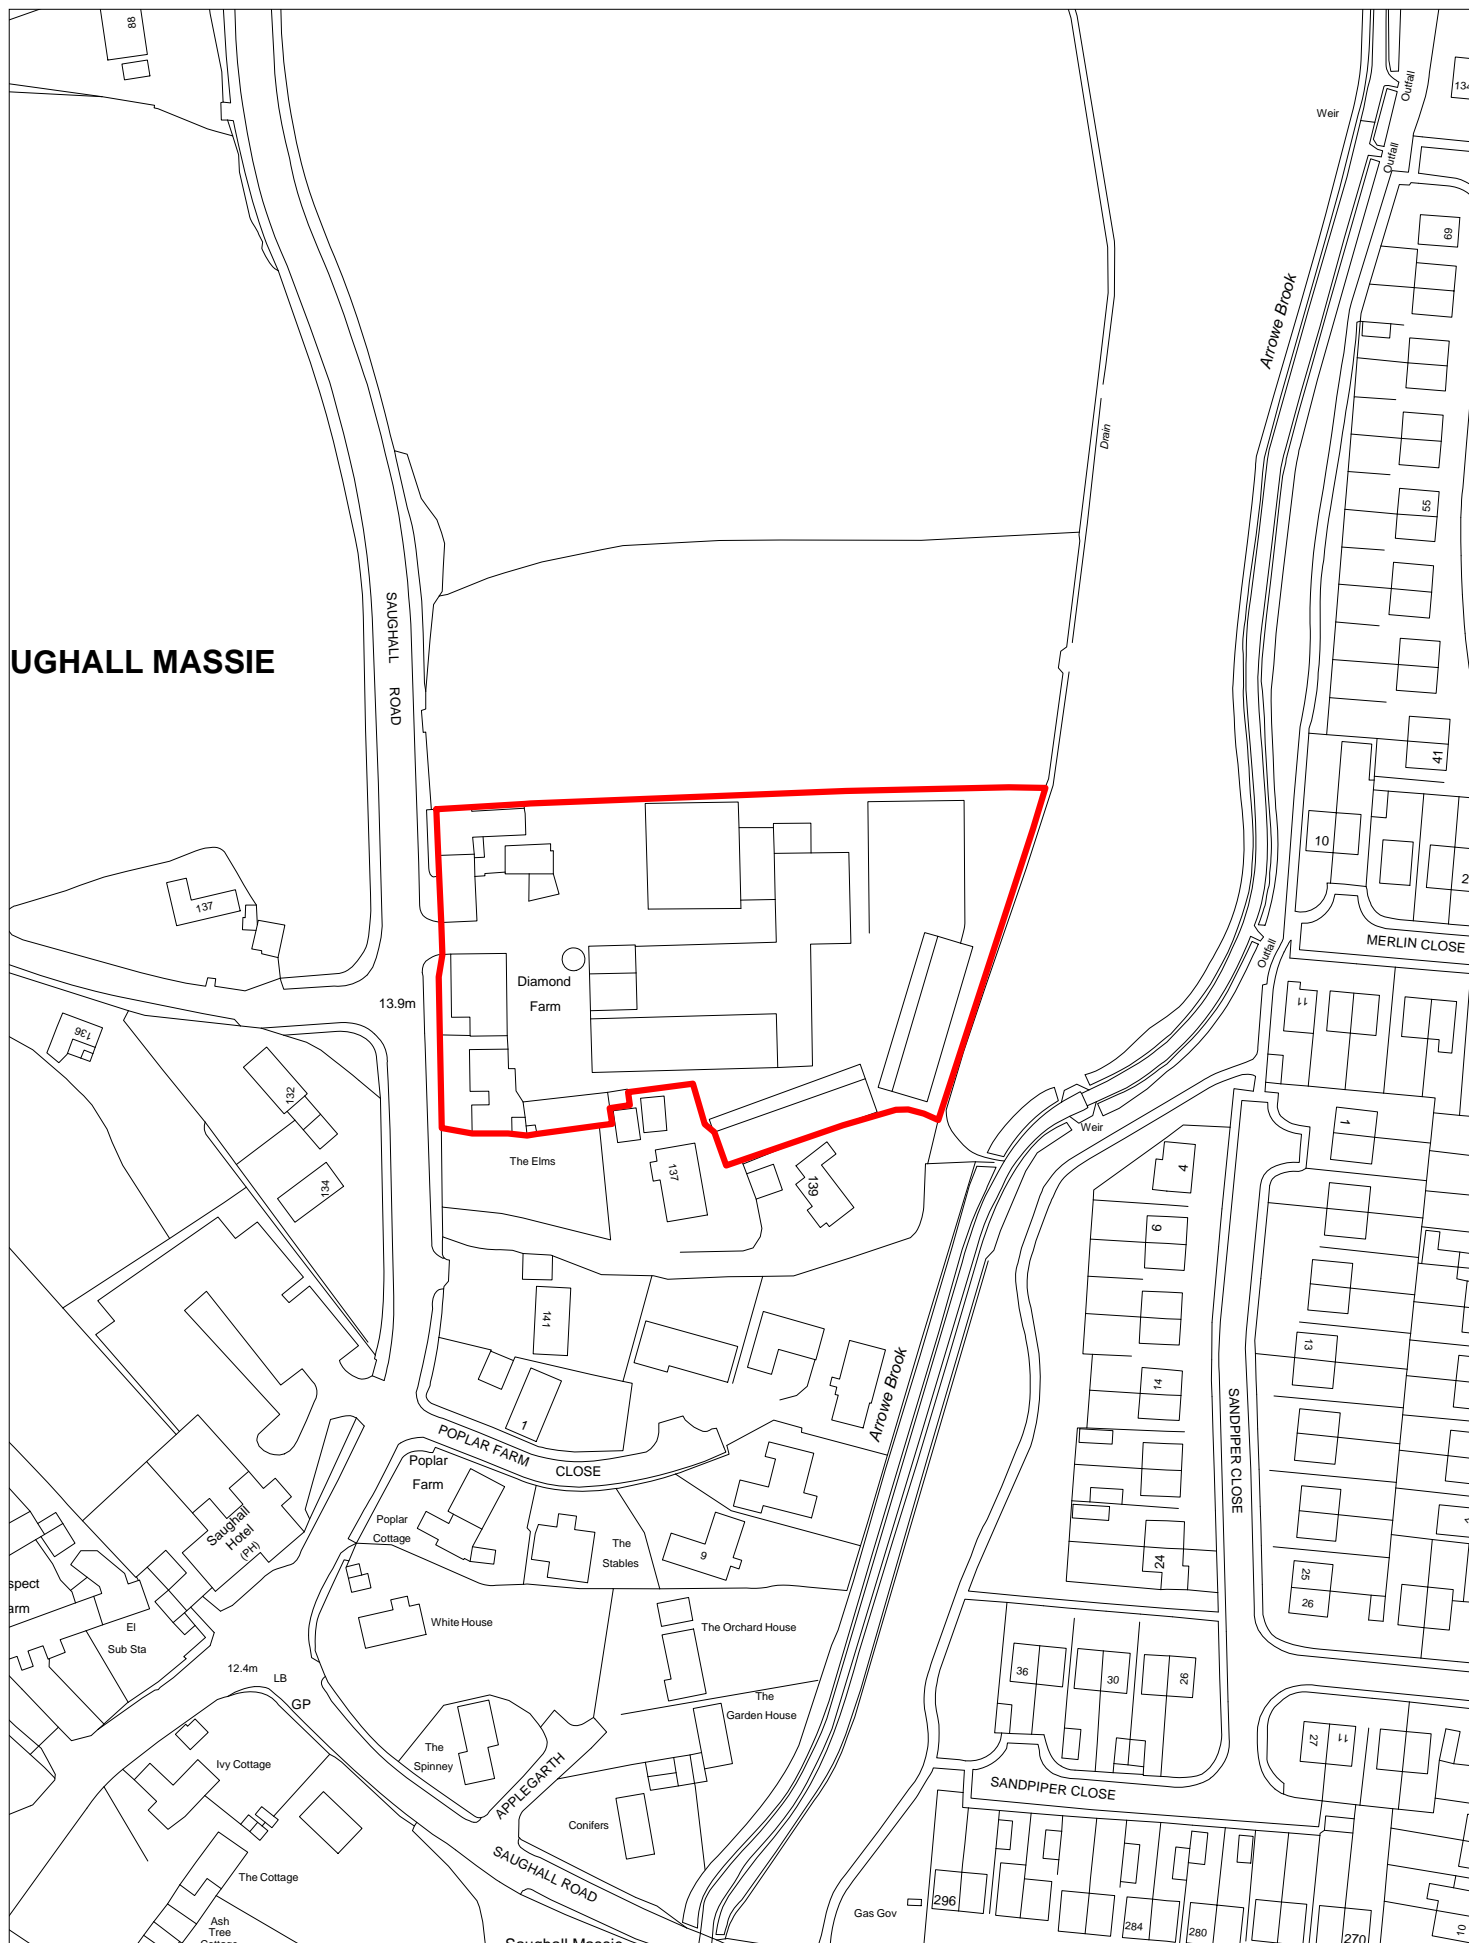 88
Weir
Outfall
134
Outfall
69
Arrowe Brook
Drain
55
SAUGHALL ROAD
UGHALL MASSIE
41
10
2
137
MERLIN CLOSE
Outfall
Diamond
Farm
13.9m
11
136
132
Weir
1
The Elms
137
139
134
4
6
141
13
Arrowe Brook
14
SANDPIPER CLOSE
1
POPLAR FARM CLOSE
Poplar
Farm
Poplar
Cottage
Saughall
Hotel
(PH)
The
Stables
9
24
25
26
spect
arm
El
Sub Sta
White House
The Orchard House
36
30
26
12.4m
LB
GP
The
Garden House
The
Spinney
27
11
Ivy Cottage
APPLEGARTH
SANDPIPER CLOSE
Conifers
SAUGHALL ROAD
The Cottage
296
Gas Gov
Ash
Tree
Cottage
284
280
270
10
Saughall Massie